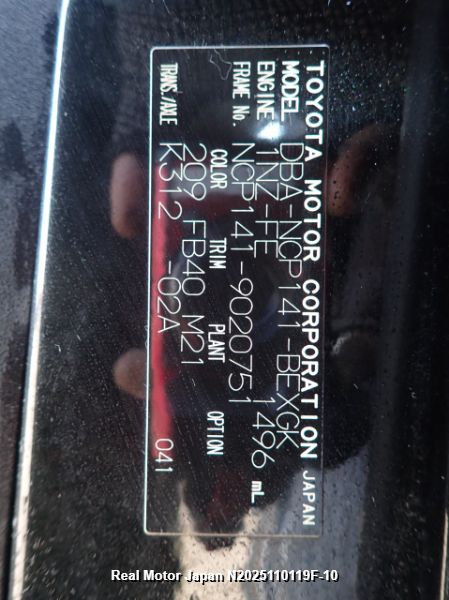 TOYOTA MOTOR CORPORATION JAPAN
MODEL DBA-NCP141-BEXGK
ENGINE 1NZ-FE 1496 mL
FRAME No. NCP141-9020751
COLOR TRIM PLANT OPTION
209 FB40 M21
TRANS./AXLE K312 -02A 041
Real Motor Japan N2025110119F-10